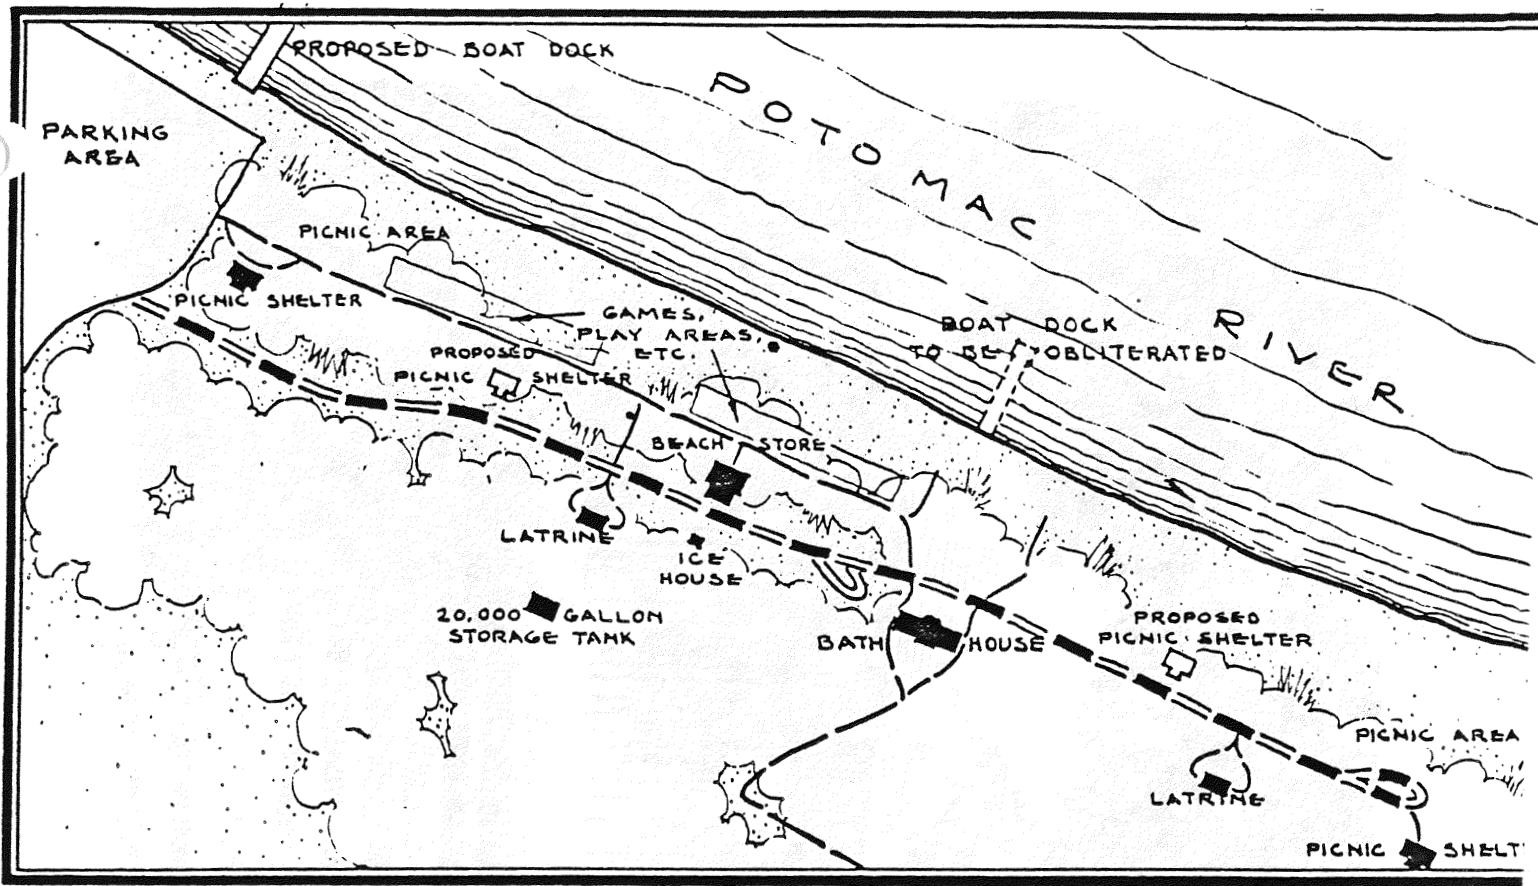 PROPOSED BOAT DOCK
POTOMAC RIVER
PARKING
AREA
PICNIC AREA
PICNIC SHELTER
GAMES,
PLAY AREAS,
ETC.
BOAT DOCK
TO BE OBLITERATED
PROPOSED
PICNIC SHELTER
BEACH STORE
LATRINE
ICE
HOUSE
20,000 GALLON
STORAGE TANK
BATH HOUSE
PROPOSED
PICNIC SHELTER
PICNIC AREA
LATRINE
PICNIC SHELT